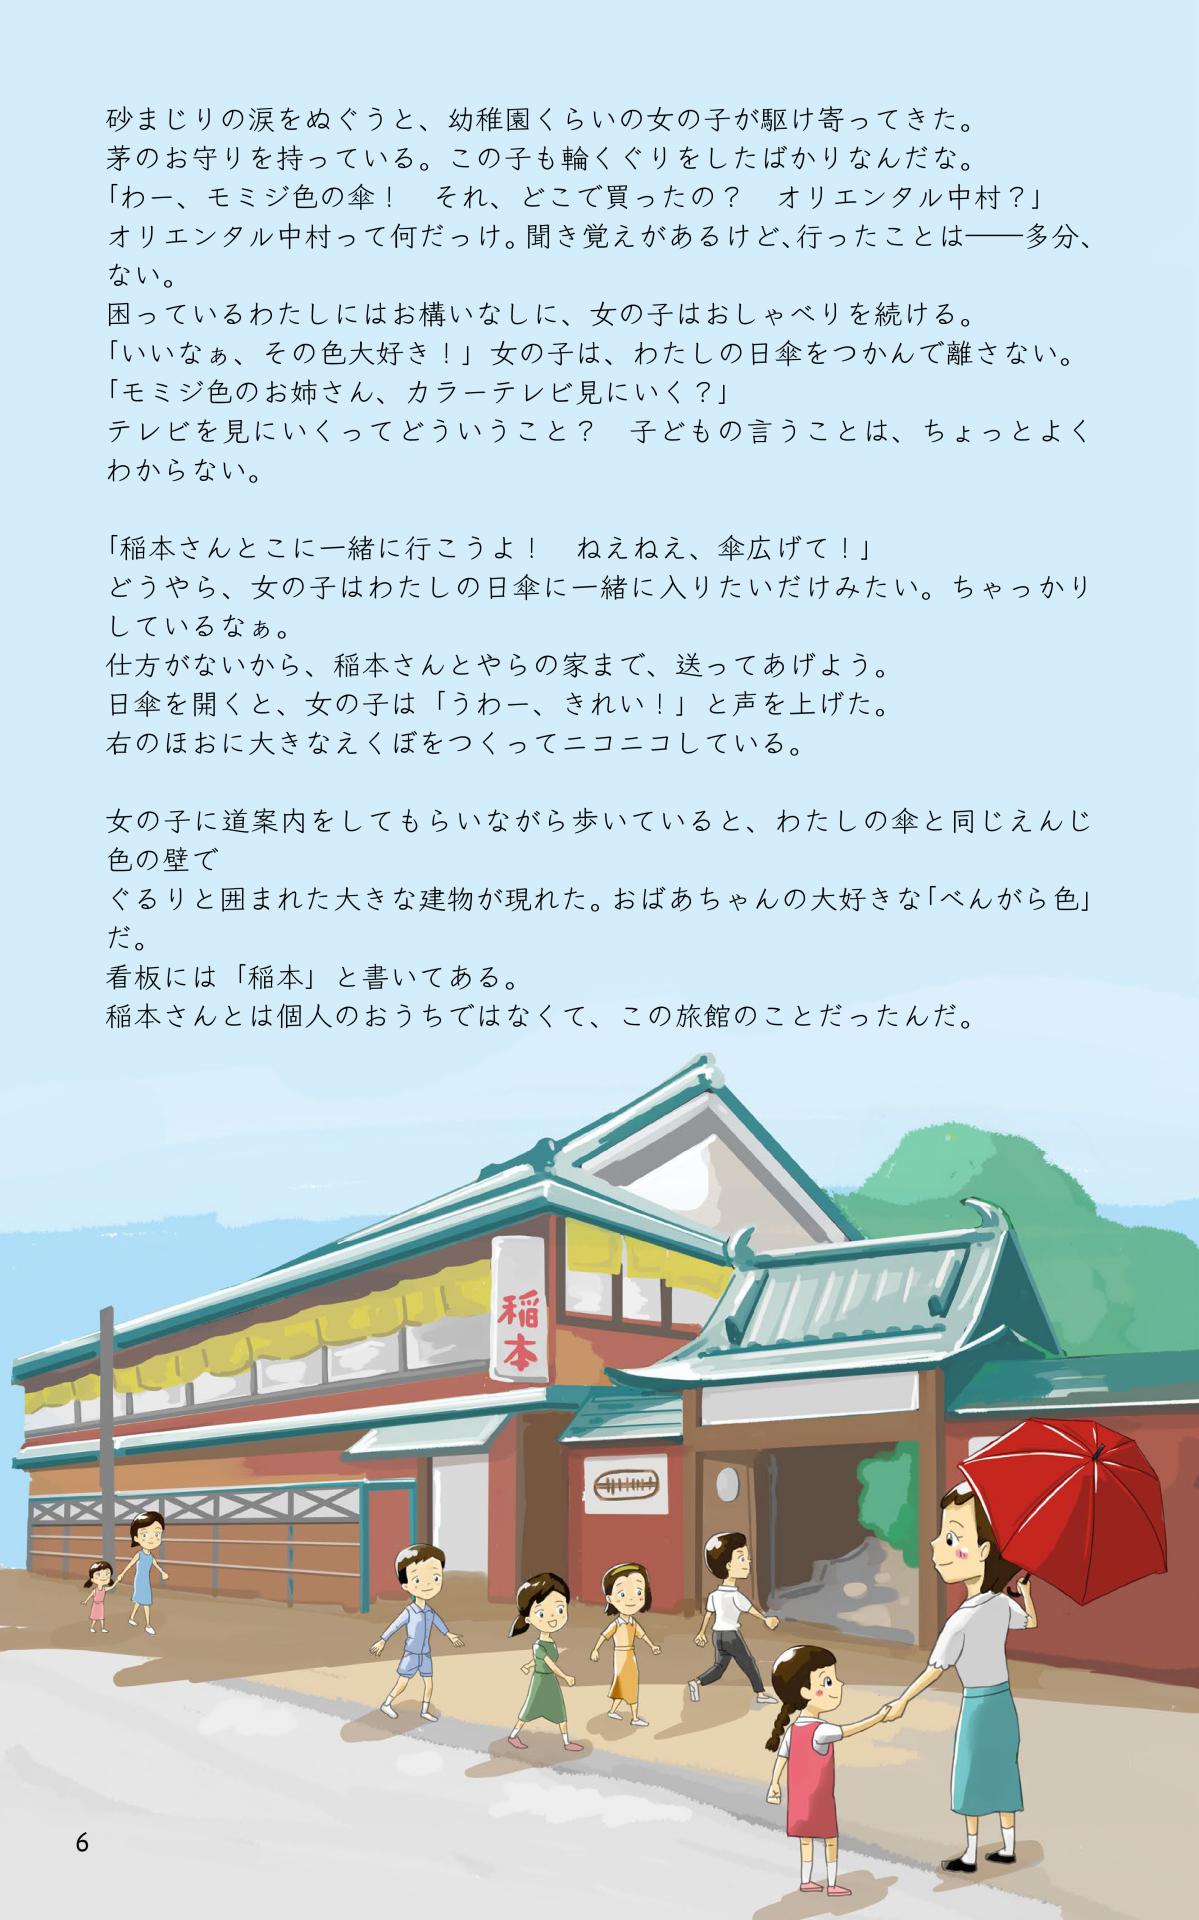 砂まじりの涙をぬぐうと、幼稚園くらいの女の子が駆け寄ってきた。
茅のお守りを持っている。この子も輪くぐりをしたばかりなんだな。
「わー、モミジ色の傘！　それ、どこで買ったの？　オリエンタル中村？」
オリエンタル中村って何だっけ。聞き覚えがあるけど、行ったことは――多分、
ない。
困っているわたしにはお構いなしに、女の子はおしゃべりを続ける。
「いいなぁ、その色大好き！」女の子は、わたしの日傘をつかんで離さない。
「モミジ色のお姉さん、カラーテレビ見にいく？」
テレビを見にいくってどういうこと？　子どもの言うことは、ちょっとよく
わからない。
「稲本さんとこに一緒に行こうよ！　ねえねえ、傘広げて！」
どうやら、女の子はわたしの日傘に一緒に入りたいだけみたい。ちゃっかり
しているなぁ。
仕方がないから、稲本さんとやらの家まで、送ってあげよう。
日傘を開くと、女の子は「うわー、きれい！」と声を上げた。
右のほおに大きなえくぼをつくってニコニコしている。
女の子に道案内をしてもらいながら歩いていると、わたしの傘と同じえんじ
色の壁で
ぐるりと囲まれた大きな建物が現れた。おばあちゃんの大好きな「べんがら色」
だ。
看板には「稲本」と書いてある。
稲本さんとは個人のおうちではなくて、この旅館のことだったんだ。
稲本
6